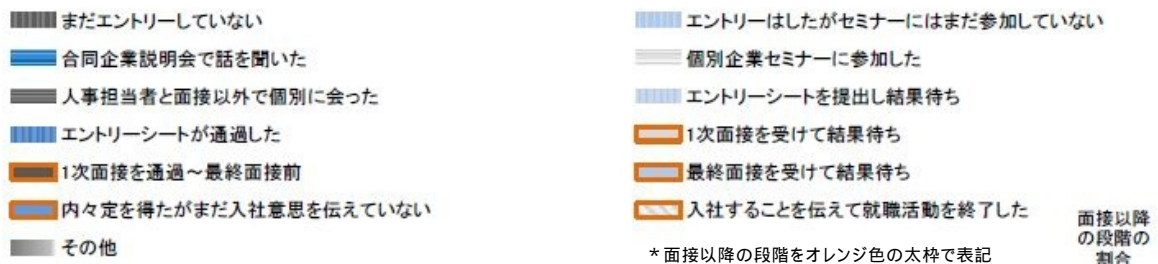 まだエントリーしていない
エントリーはしたがセミナーにはまだ参加していない
合同企業説明会で話を聞いた
個別企業セミナーに参加した
人事担当者と面接以外で個別に会った
エントリーシートを提出し結果待ち
エントリーシートが通過した
1次面接を受けて結果待ち
1次面接を通過～最終面接前
最終面接を受けて結果待ち
内々定を得たがまだ入社意思を伝えていない
入社することを伝えて就職活動を終了した
その他
*面接以降の段階をオレンジ色の太枠で表記
面接以降
の段階の
割合